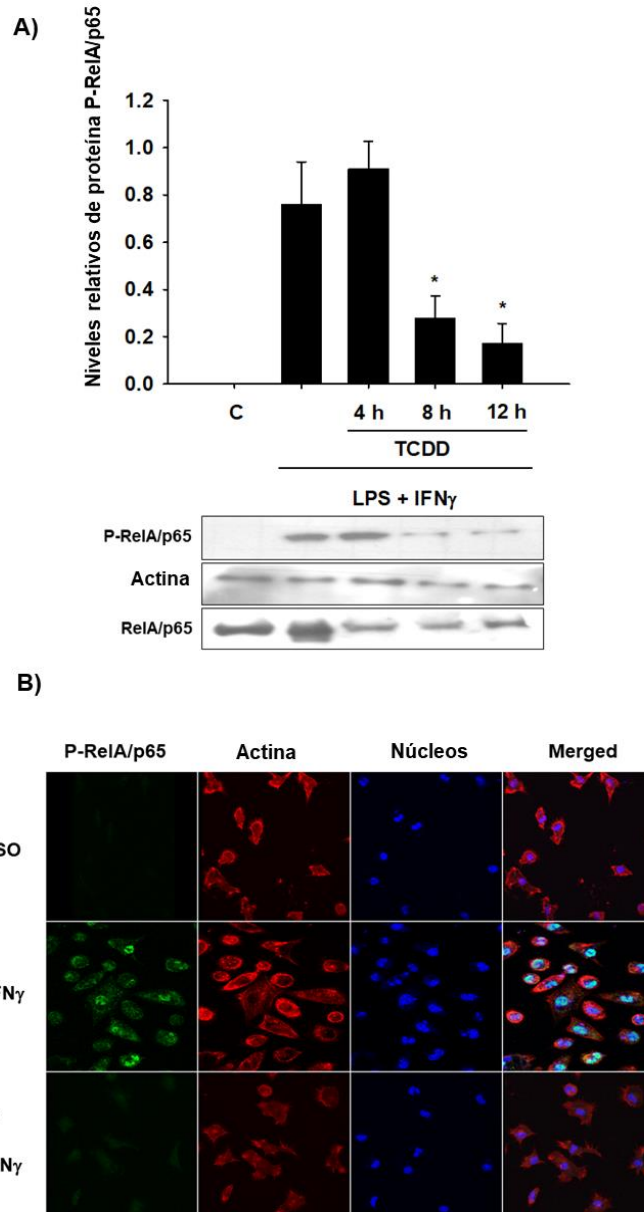 A)
Niveles relativos de proteína P-RelA/p65
1.2
1.0
0.8
0.6
0.4
0.2
0.0
*
*
C
4 h
8 h
12 h
TCDD
LPS + IFNγ
P-RelA/p65
Actina
RelA/p65
B)
P-RelA/p65
Actina
Núcleos
Merged